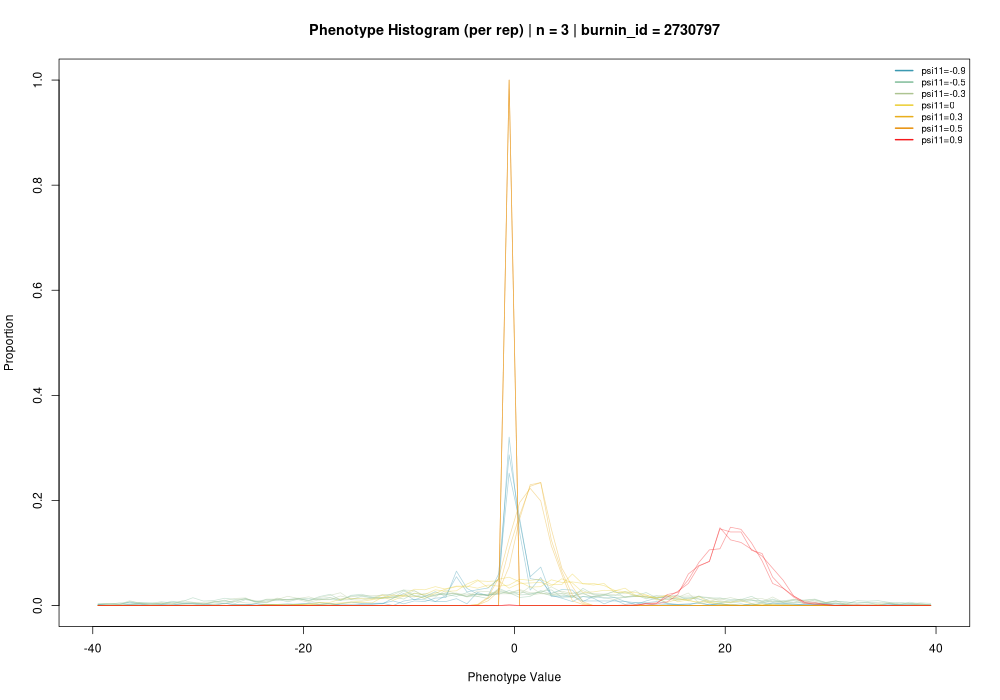 Phenotype Histogram (per rep) | n = 3 | burnin_id = 2730797
psi11=-0.9
psi11=-0.5
psi11=-0.3
psi11=0
psi11=0.3
psi11=0.5
psi11=0.9
Proportion
1.0
0.8
0.6
0.4
0.2
0.0
-40
-20
0
20
40
Phenotype Value